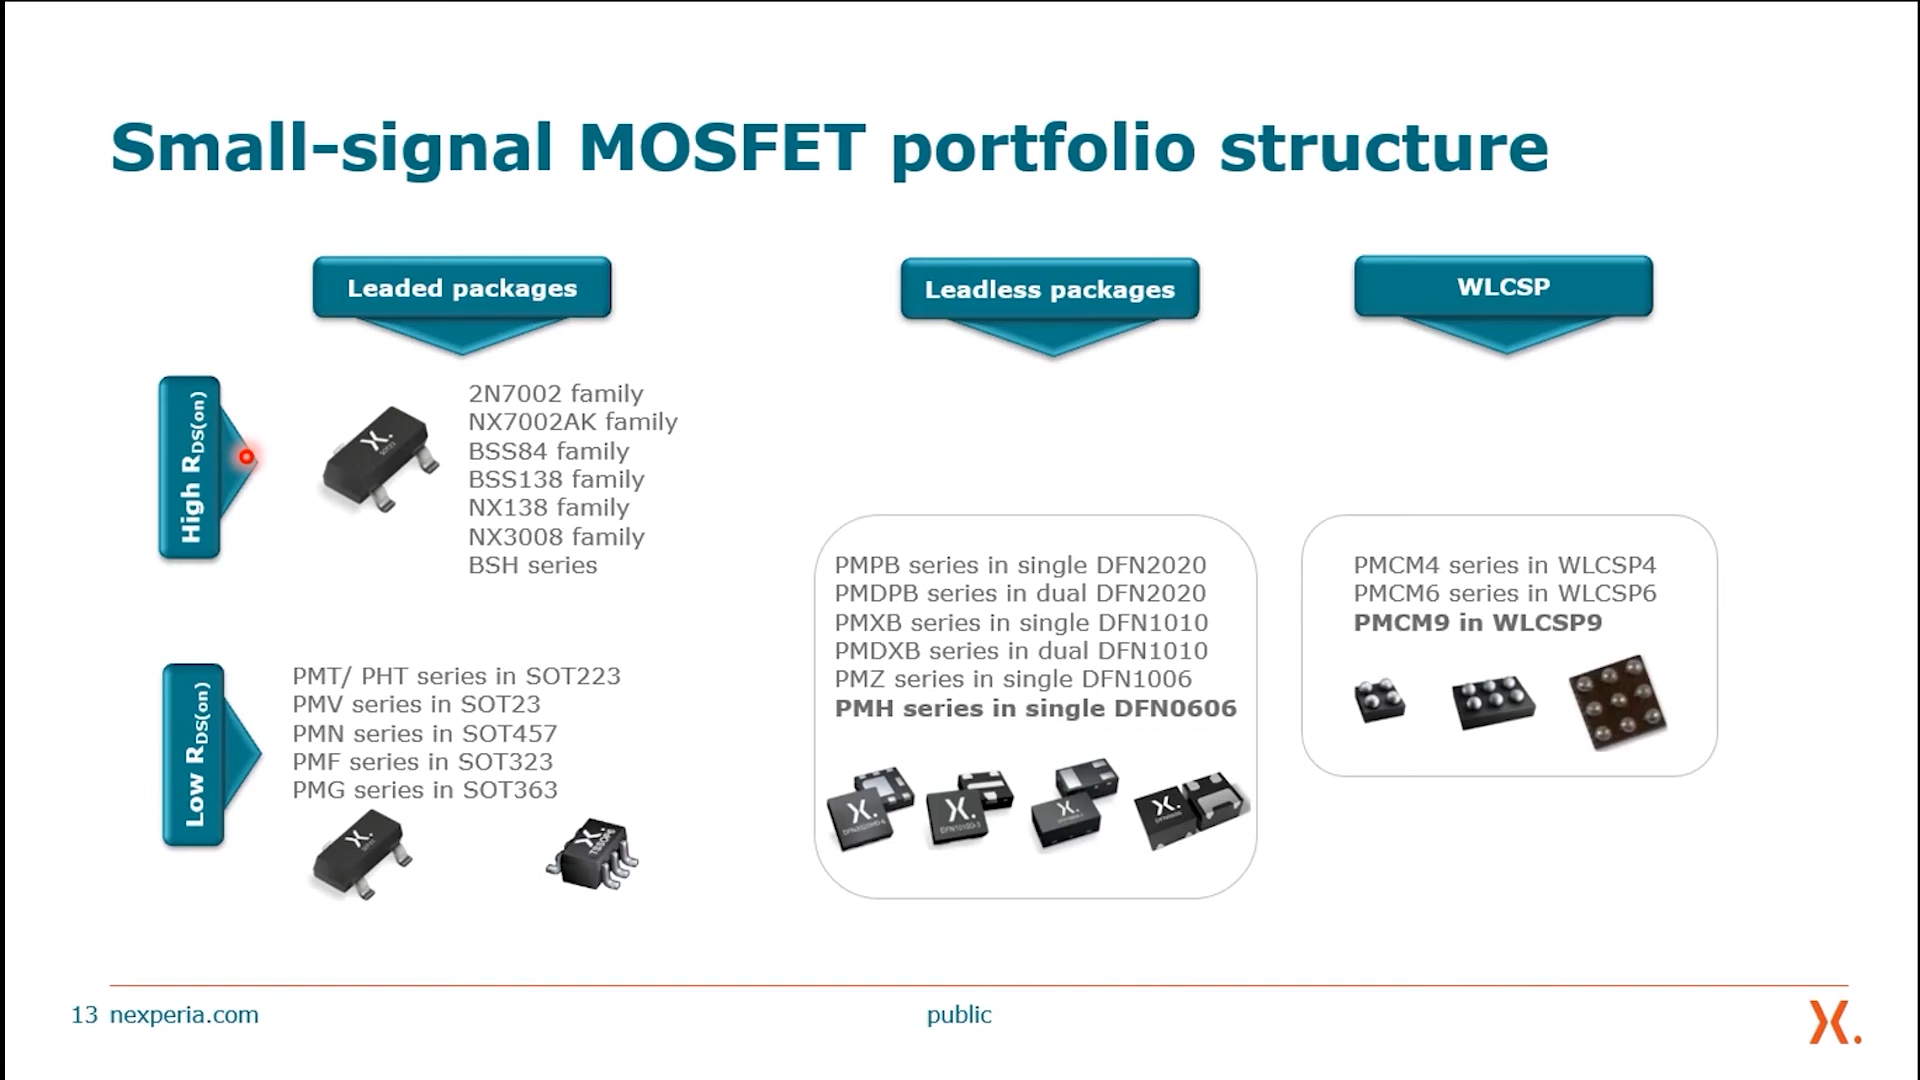 Small-signal MOSFET portfolio structure
Leaded packages
Leadless packages
WLCSP
High RDS(on)
2N7002 family
NX7002AK family
BSS84 family
BSS138 family
NX138 family
NX3008 family
BSH series
Low RDS(on)
PMT/ PHT series in SOT223
PMV series in SOT23
PMN series in SOT457
PMF series in SOT323
PMG series in SOT363
TSSOP6
PMPB series in single DFN2020
PMDPB series in dual DFN2020
PMXB series in single DFN1010
PMDXB series in dual DFN1010
PMZ series in single DFN1006
PMH series in single DFN0606
PMCM4 series in WLCSP4
PMCM6 series in WLCSP6
PMCM9 in WLCSP9
13 nexperia.com
public